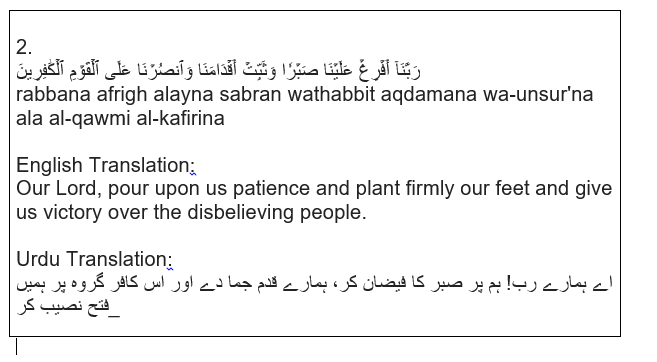 2.
رَبَّنَآ أَفۡرِغۡ عَلَيۡنَا صَبۡرٗا وَثَبِّتۡ أَقۡدَامَنَا وَٱنصُرۡنَا عَلَى ٱلۡقَوۡمِ ٱلۡكَٰفِرِينَ
rabbana afrigh alayna sabran wathabbit aqdamana wa-unsur'na
ala al-qawmi al-kafirina
English Translation:
Our Lord, pour upon us patience and plant firmly our feet and give
us victory over the disbelieving people.
Urdu Translation:
اے ہمارے رب! ہم پر صبر کا فیضان کر، ہمارے قدم جما دے اور اس کافر گروہ پر ہمیں
فتح نصیب کر_